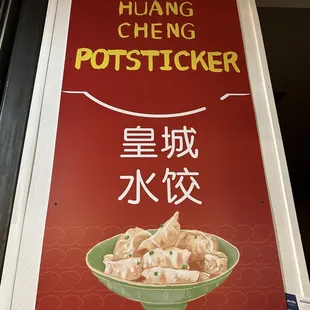 HUANG
CHENG
POTSTICKER
皇城
水饺